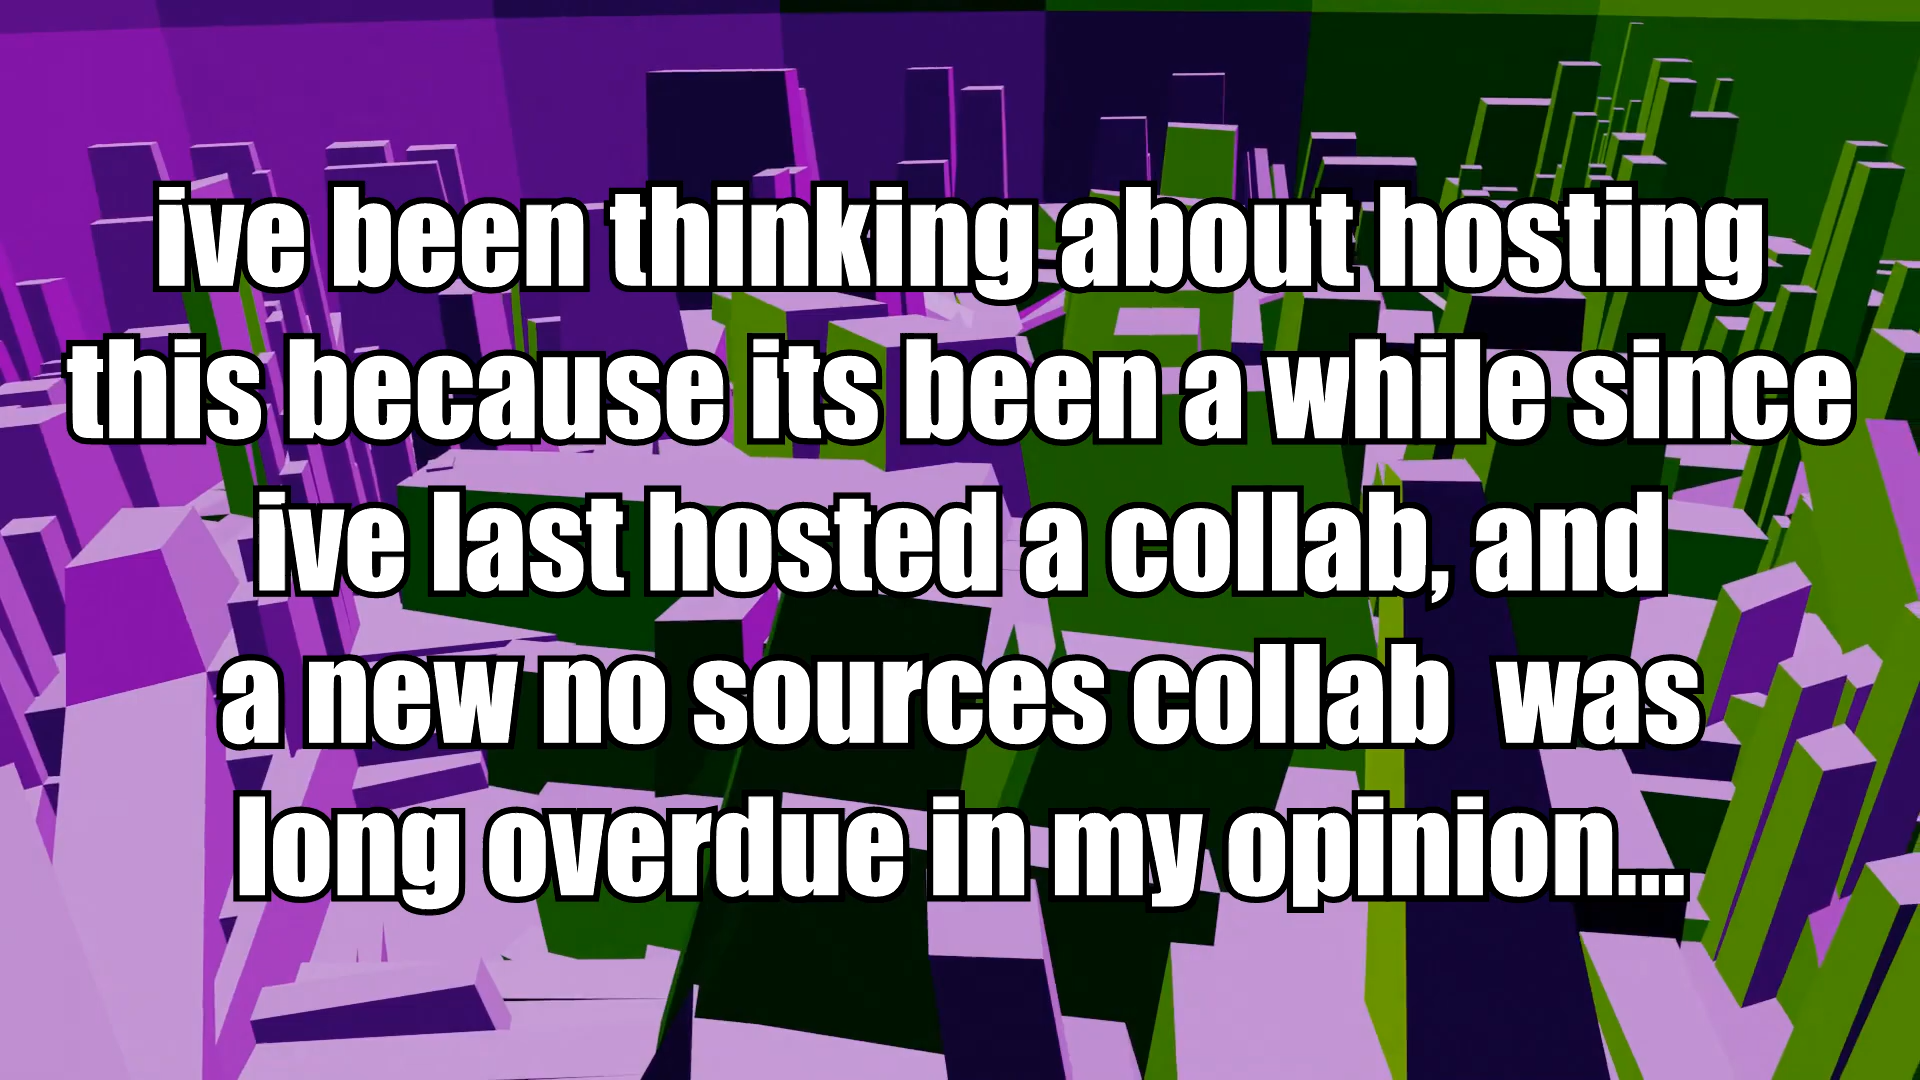 ive been thinking about hosting
this because its been a while since
ive last hosted a collab, and
a new no sources collab  was
long overdue in my opinion...